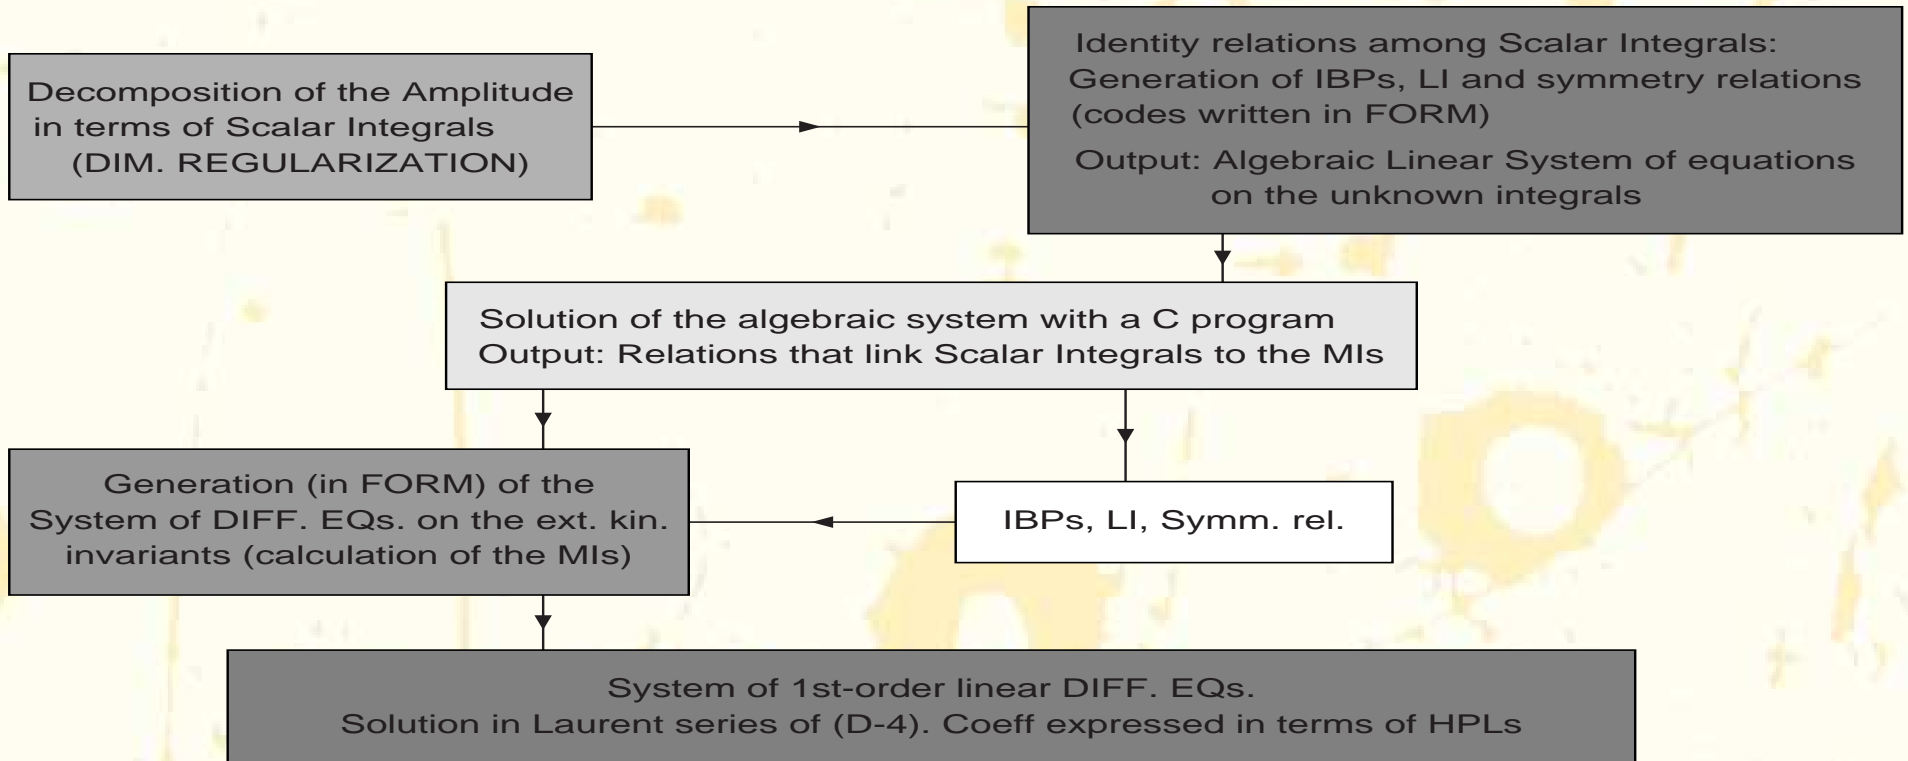 Decomposition of the Amplitude
in terms of Scalar Integrals
(DIM. REGULARIZATION)
Identity relations among Scalar Integrals:
Generation of IBPs, LI and symmetry relations
(codes written in FORM)
Output: Algebraic Linear System of equations
on the unknown integrals
Solution of the algebraic system with a C program
Output: Relations that link Scalar Integrals to the MIs
Generation (in FORM) of the
System of DIFF. EQs. on the ext. kin.
invariants (calculation of the MIs)
IBPs, LI, Symm. rel.
System of 1st-order linear DIFF. EQs.
Solution in Laurent series of (D-4). Coeff expressed in terms of HPLs